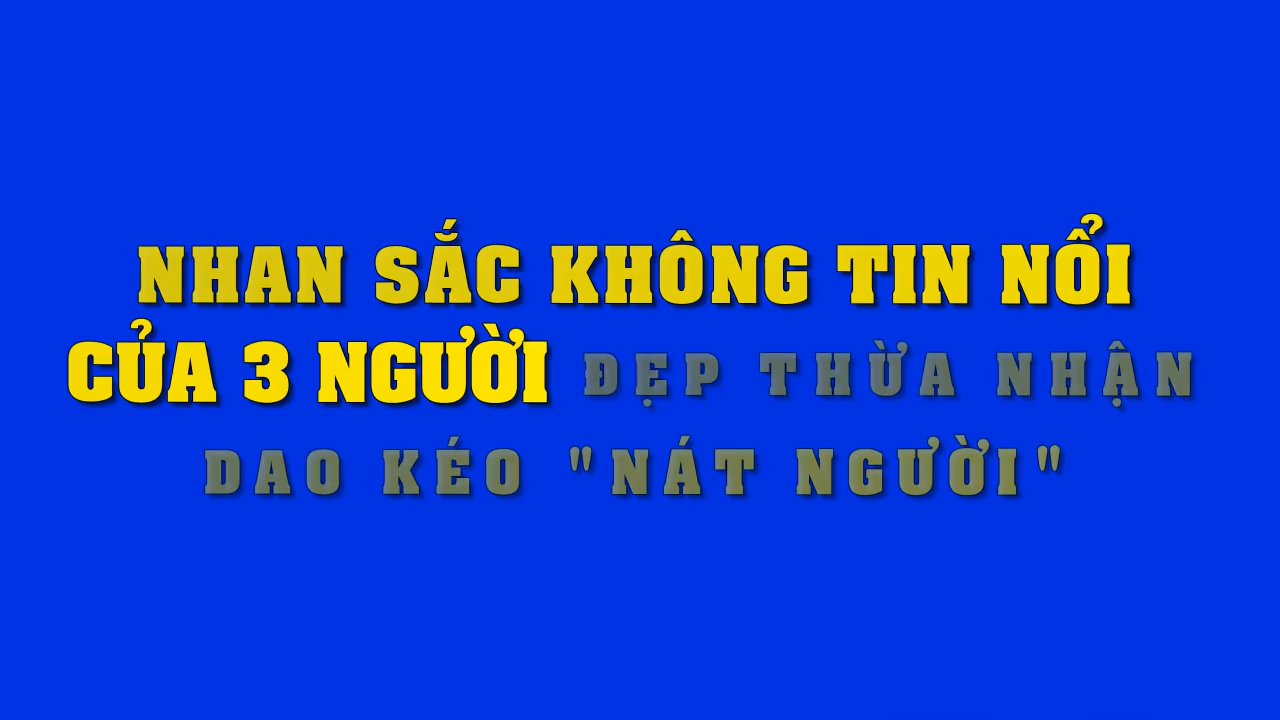 NHAN SẮC KHÔNG TIN NỔI
CỦA 3 NGƯỜI ĐẸP THỪA NHẬN
DAO KÉO "NÁT NGƯỜI"